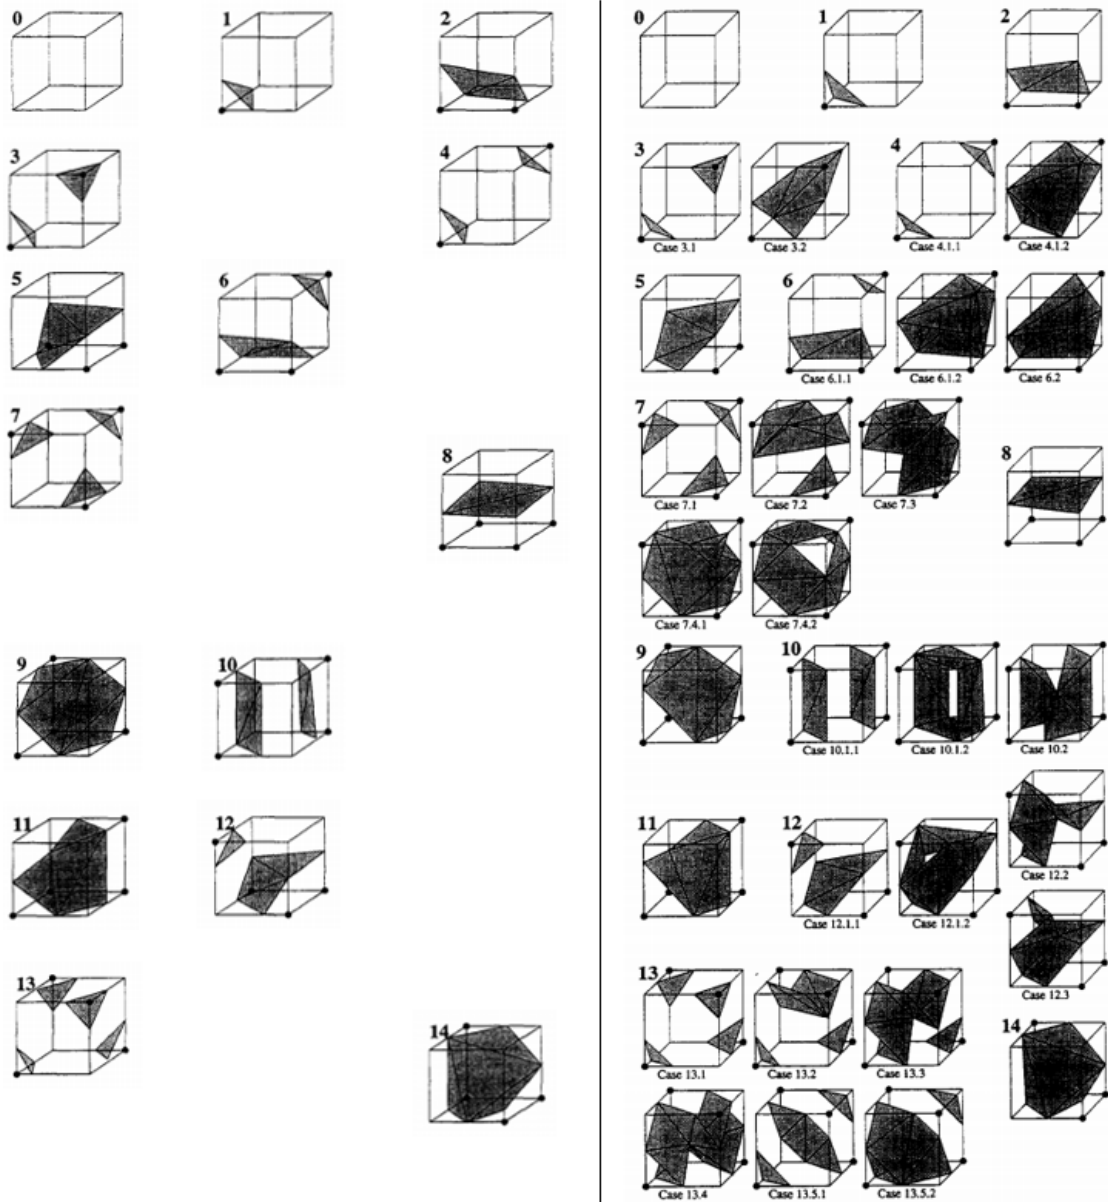 0
1
2
3
4
5
6
7
8
9
10
11
12
13
14
0
1
2
3
Case 3.1
Case 3.2
4
Case 4.1.1
Case 4.1.2
5
6
Case 6.1.1
Case 6.1.2
Case 6.2
7
Case 7.1
Case 7.2
Case 7.3
8
Case 7.4.1
Case 7.4.2
9
10
Case 10.1.1
Case 10.1.2
Case 10.2
11
12
Case 12.1.1
Case 12.1.2
Case 12.2
Case 12.3
13
Case 13.1
Case 13.2
Case 13.3
14
Case 13.4
Case 13.5.1
Case 13.5.2